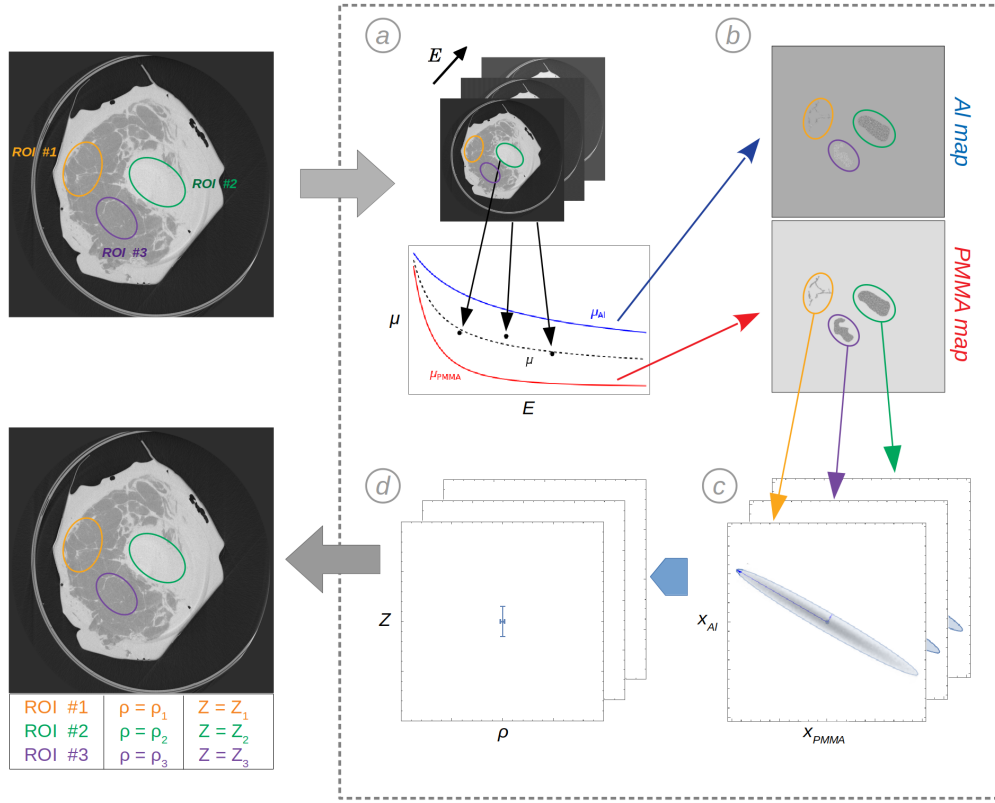 ROI #1
ROI #2
ROI #3
a
E
μ
μAl
μ
μPMMA
E
b
Al map
PMMA map
c
xAl
xPMMA
d
Z
ρ
ROI #1 ρ = ρ1 Z = Z1
ROI #2 ρ = ρ2 Z = Z2
ROI #3 ρ = ρ3 Z = Z3